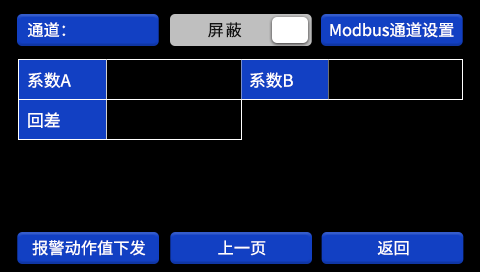 通道：
屏蔽
Modbus通道设置
系数A
系数B
回差
报警动作值下发
上一页
返回